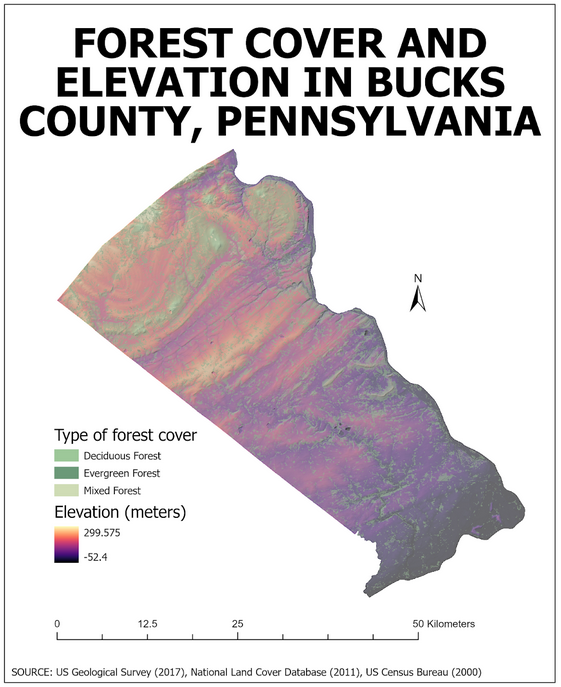 FOREST COVER AND
ELEVATION IN BUCKS
COUNTY, PENNSYLVANIA
N
Type of forest cover
Deciduous Forest
Evergreen Forest
Mixed Forest
Elevation (meters)
299.575
-52.4
0 12.5 25 50 Kilometers
SOURCE: US Geological Survey (2017), National Land Cover Database (2011), US Census Bureau (2000)